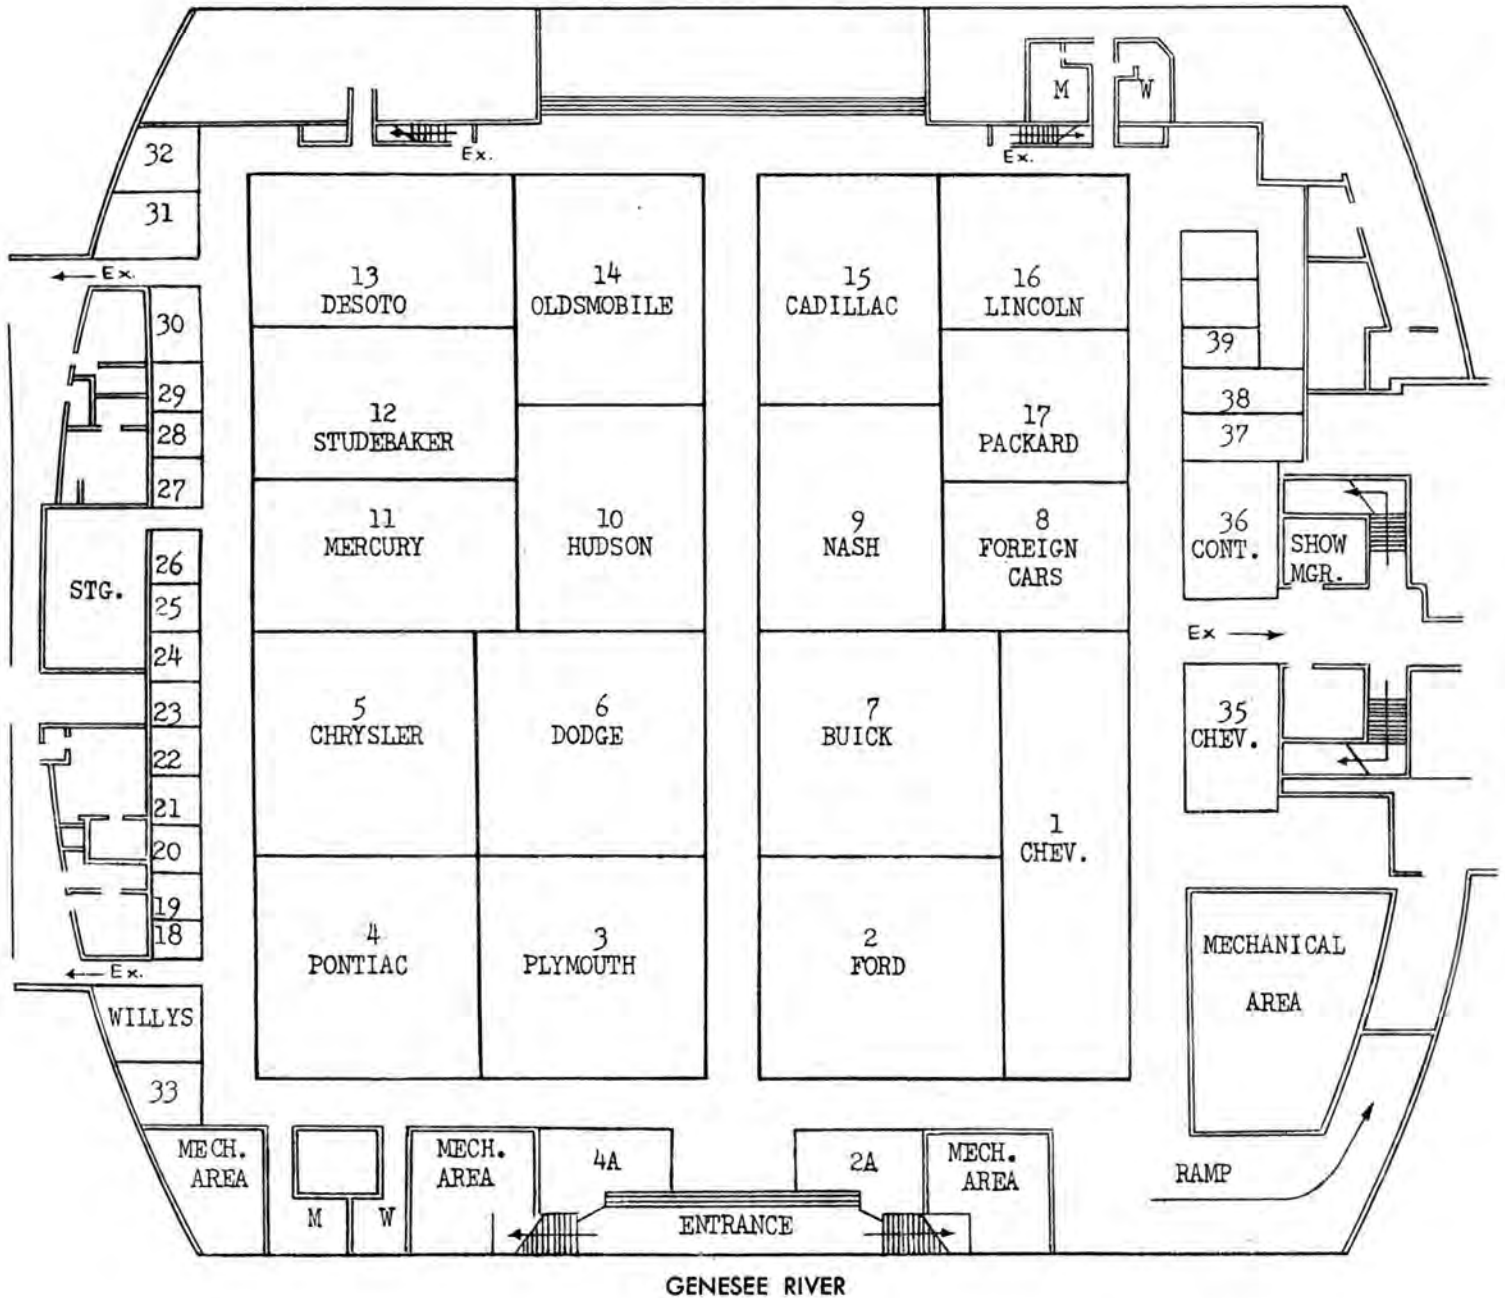 M
W
32
Ex.
Ex.
31
Ex.
13
DESOTO
14
OLDSMOBILE
15
CADILLAC
16
LINCOLN
30
39
29
12
STUDEBAKER
17
PACKARD
38
28
37
27
11
MERCURY
10
HUDSON
9
NASH
8
FOREIGN
CARS
36
CONT.
SHOW
MGR.
26
STG.
25
Ex
24
5
CHRYSLER
6
DODGE
7
BUICK
35
CHEV.
23
22
21
1
CHEV.
20
19
18
4
PONTIAC
3
PLYMOUTH
2
FORD
MECHANICAL
AREA
Ex.
WILLYS
33
MECH.
AREA
MECH.
AREA
4A
2A
MECH.
AREA
RAMP
M
W
ENTRANCE
GENESEE RIVER